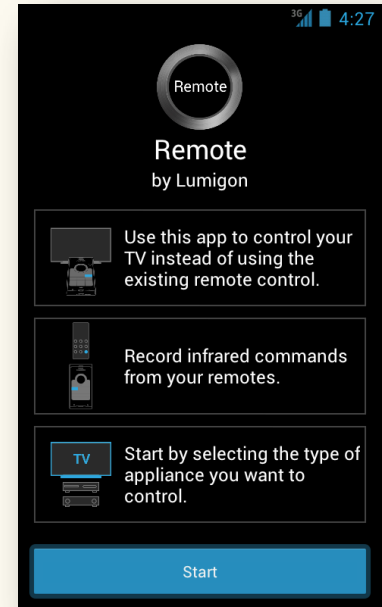 3G 4:27
Remote
Remote
by Lumigon
Use this app to control your
TV instead of using the
existing remote control.
Record infrared commands
from your remotes.
TV
Start by selecting the type of
appliance you want to
control.
Start